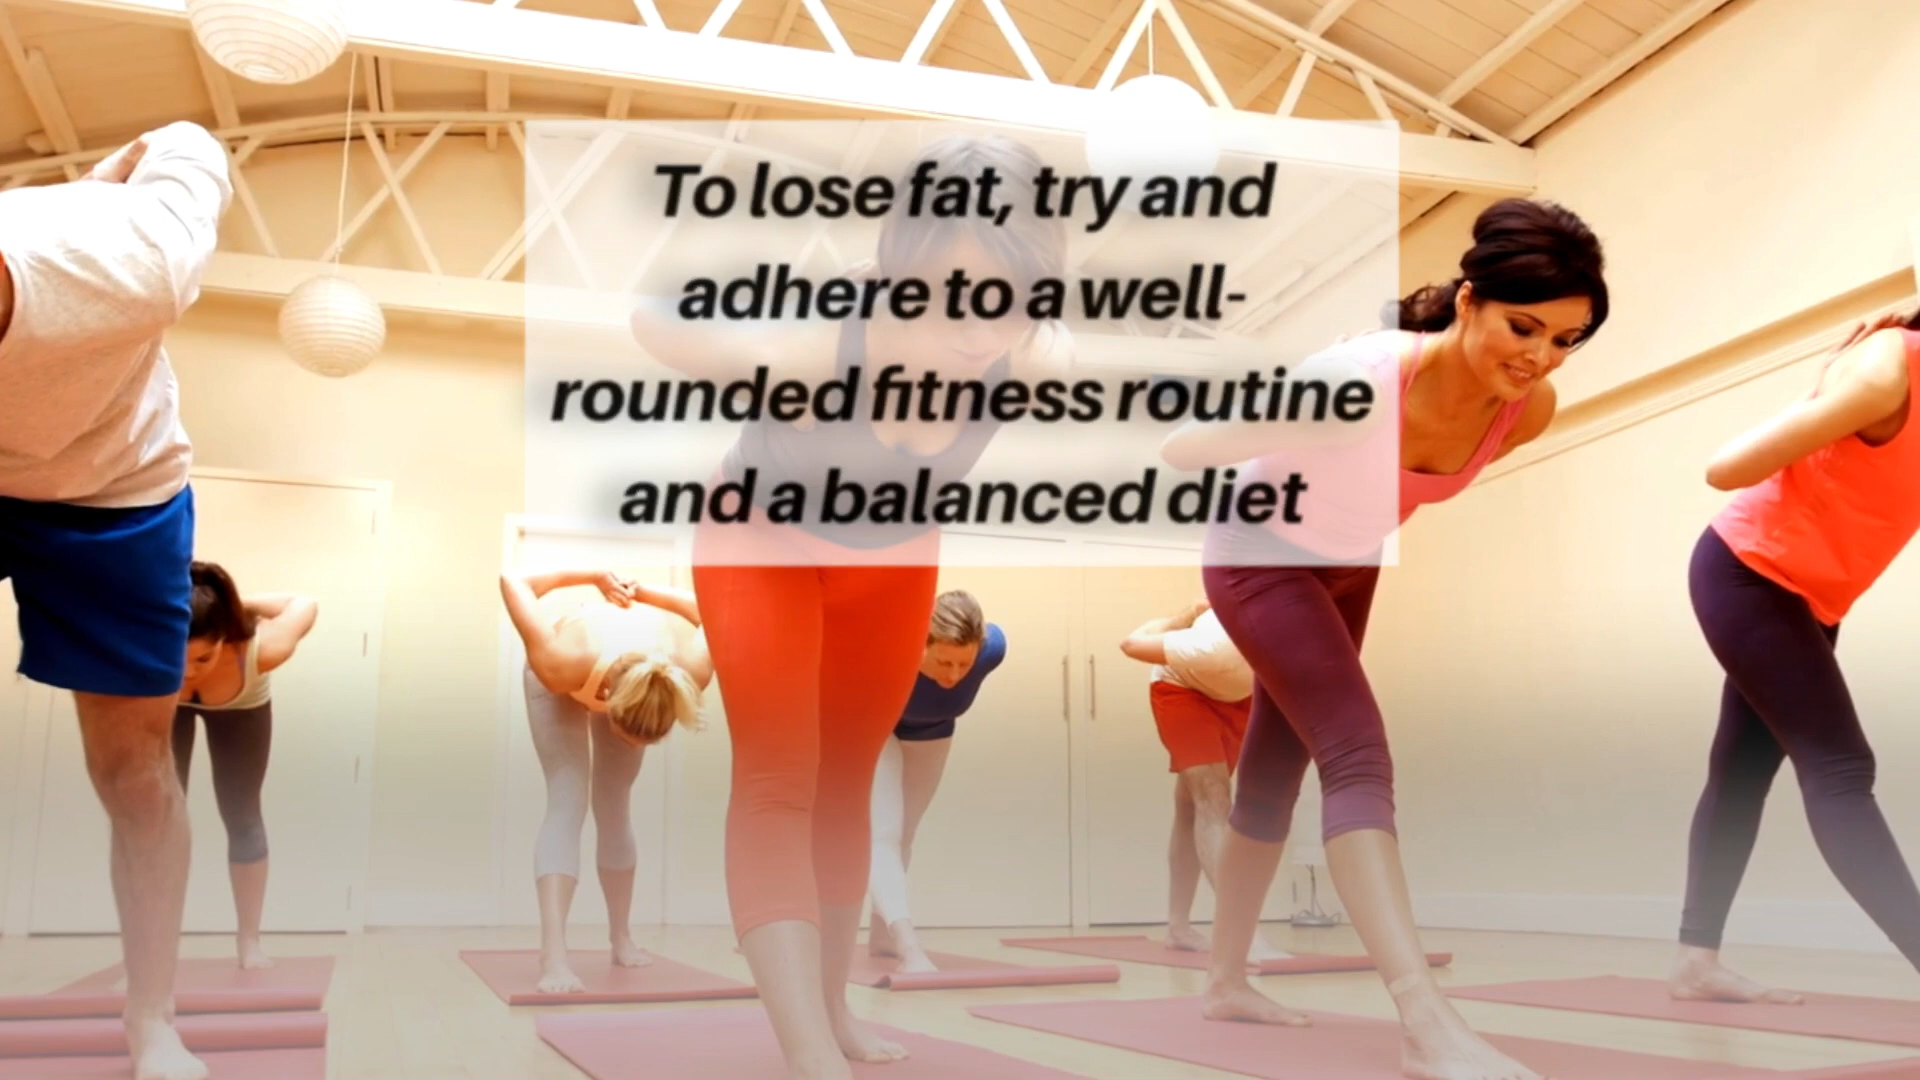 To lose fat, try and
adhere to a well-
rounded fitness routine
and a balanced diet